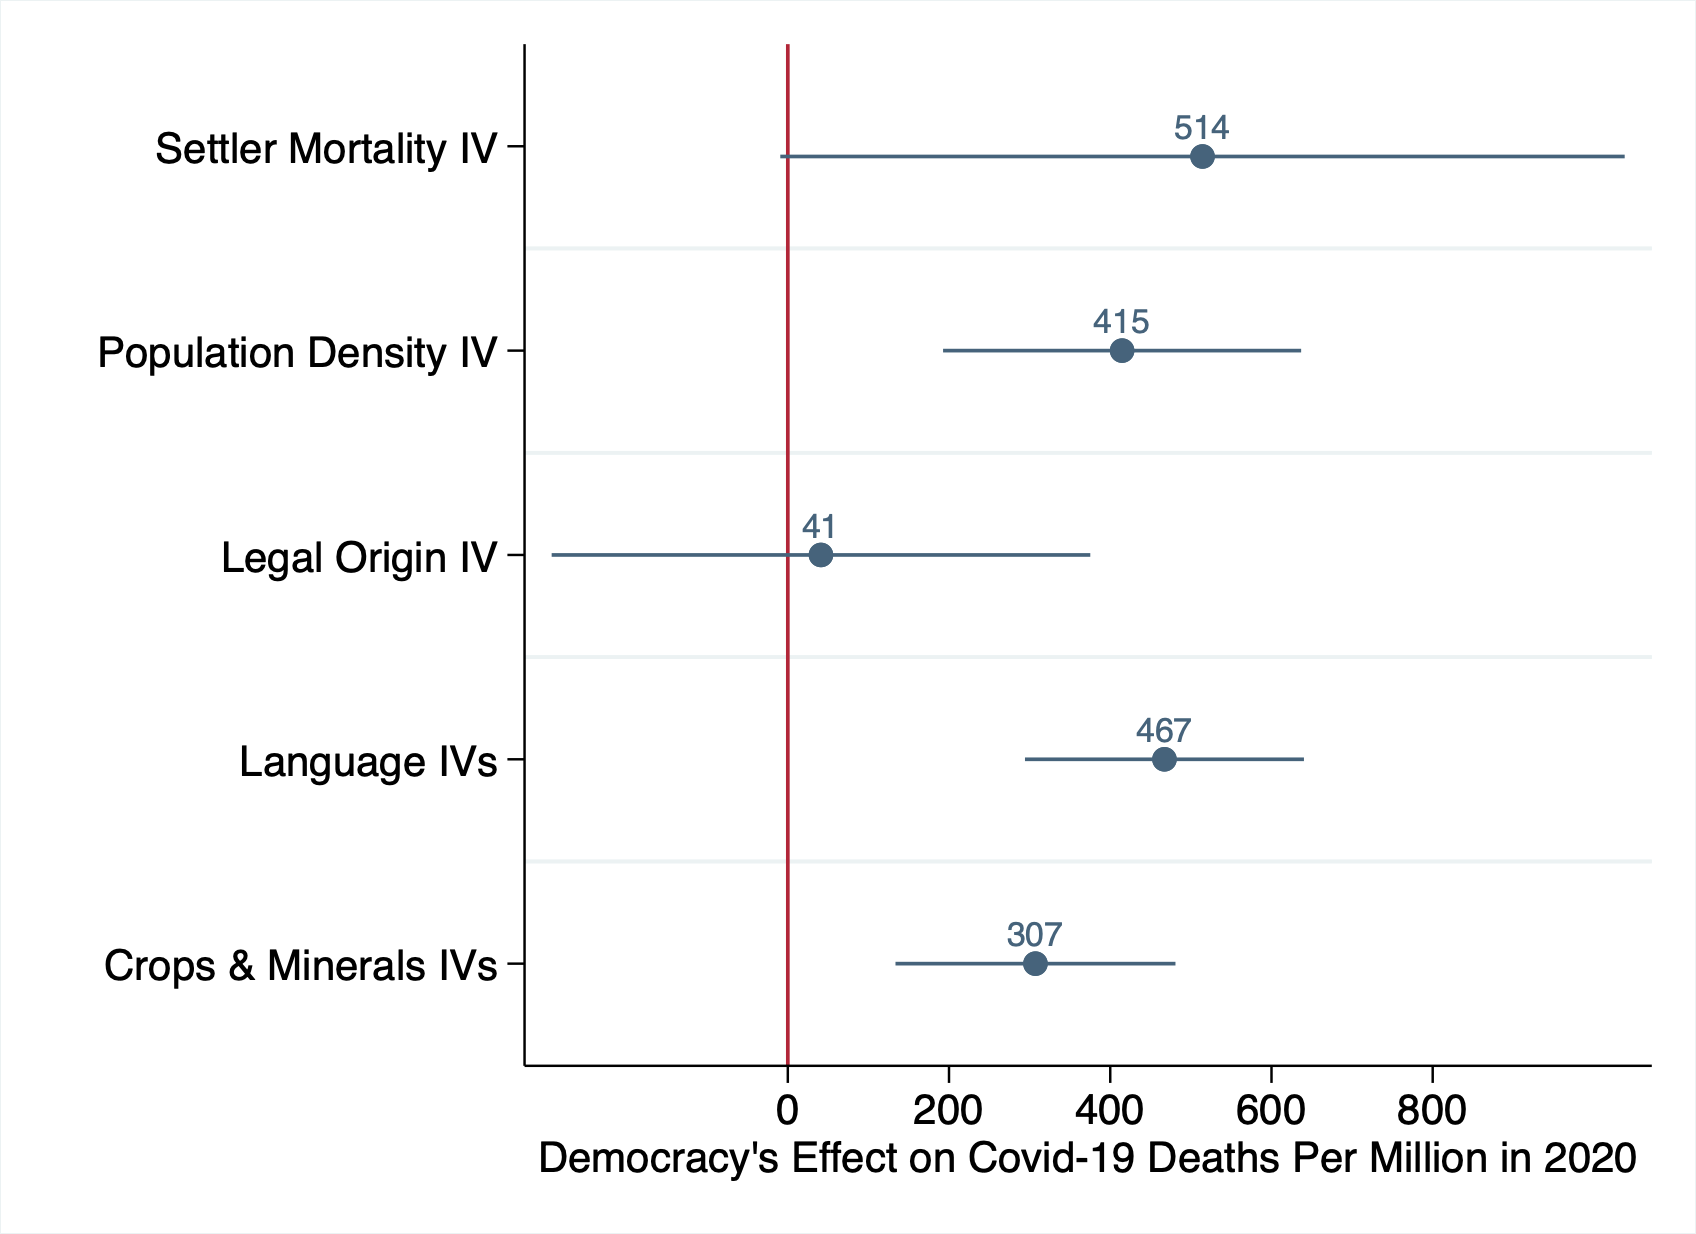 514
Settler Mortality IV
415
Population Density IV
41
Legal Origin IV
467
Language IVs
307
Crops & Minerals IVs
0 200 400 600 800
Democracy's Effect on Covid-19 Deaths Per Million in 2020